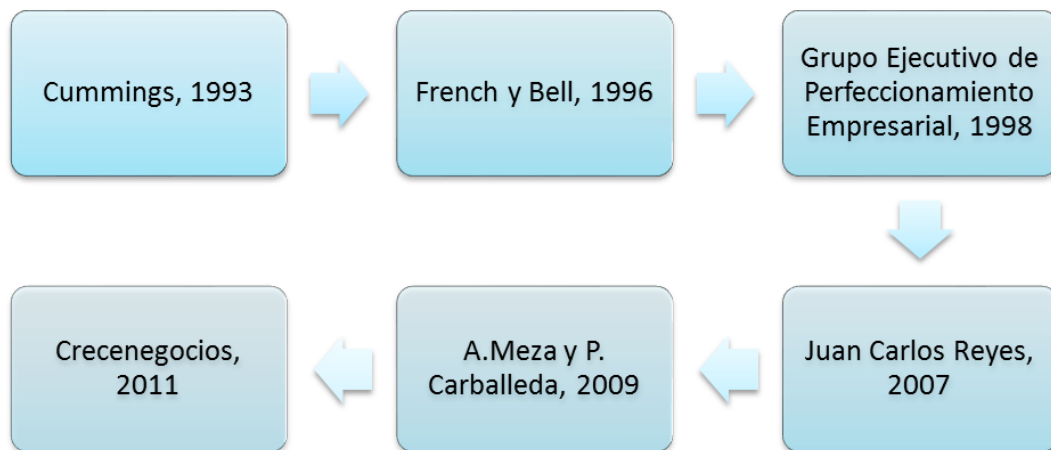 Cummings, 1993
French y Bell, 1996
Grupo Ejecutivo de
Perfeccionamiento
Empresarial, 1998
Juan Carlos Reyes,
2007
A.Meza y P.
Carballeda, 2009
Crecenegocios,
2011